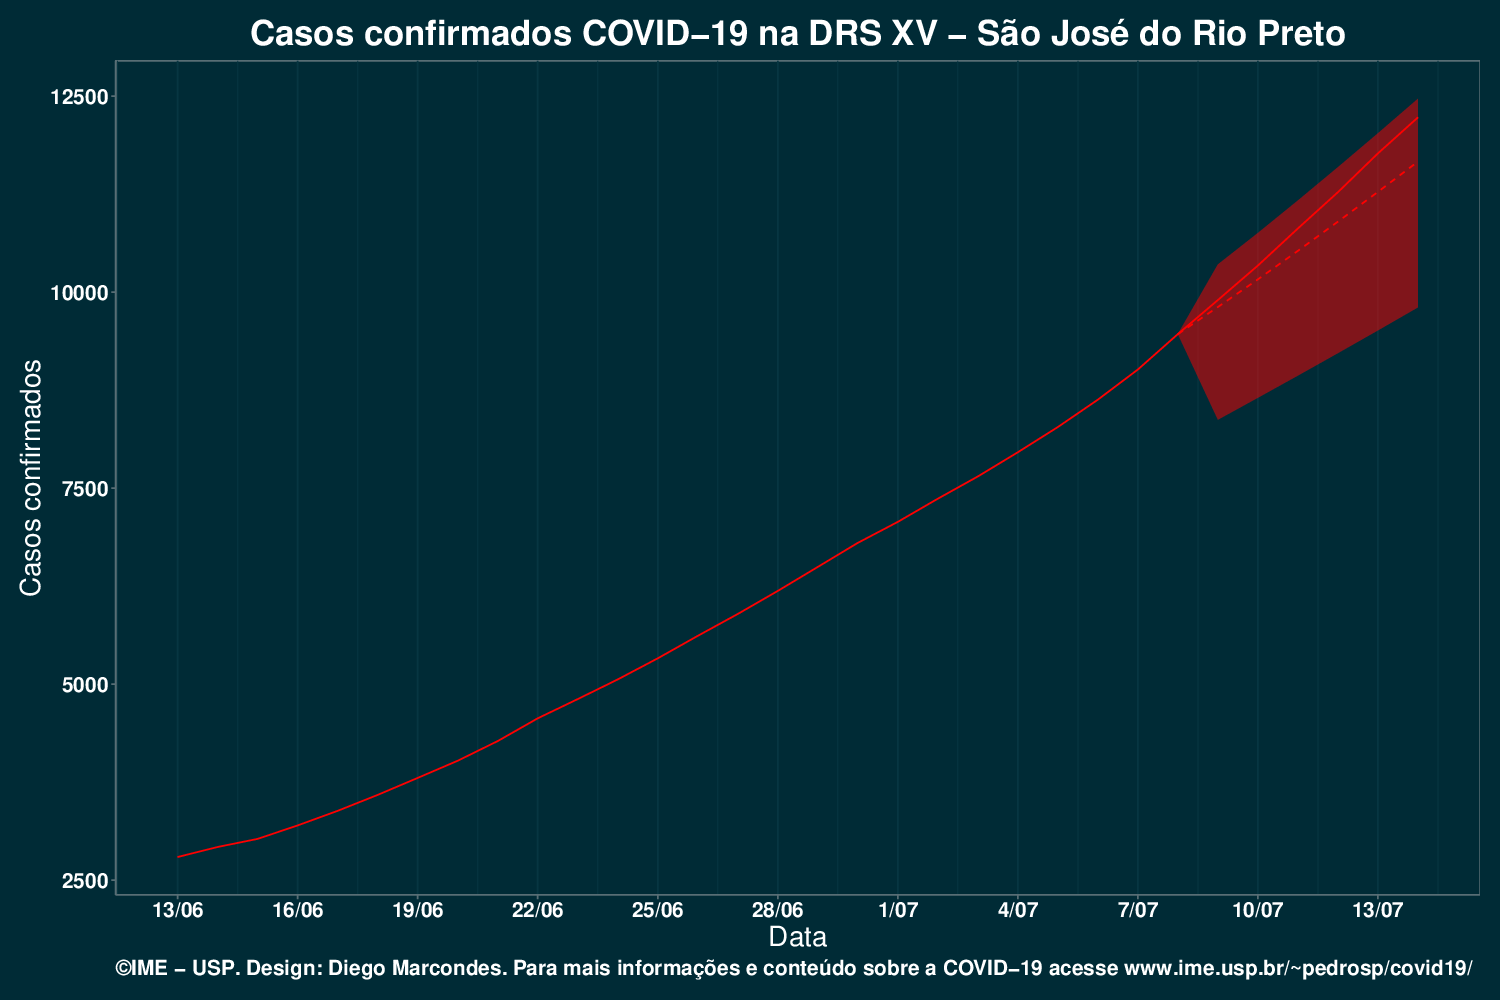 Casos confirmados COVID−19 na DRS XV − São José do Rio Preto
12500
10000
7500
5000
2500
Casos confirmados
13/06 16/06 19/06 22/06 25/06 28/06 1/07 4/07 7/07 10/07 13/07
Data
©IME − USP. Design: Diego Marcondes. Para mais informações e conteúdo sobre a COVID−19 acesse www.ime.usp.br/~pedrosp/covid19/